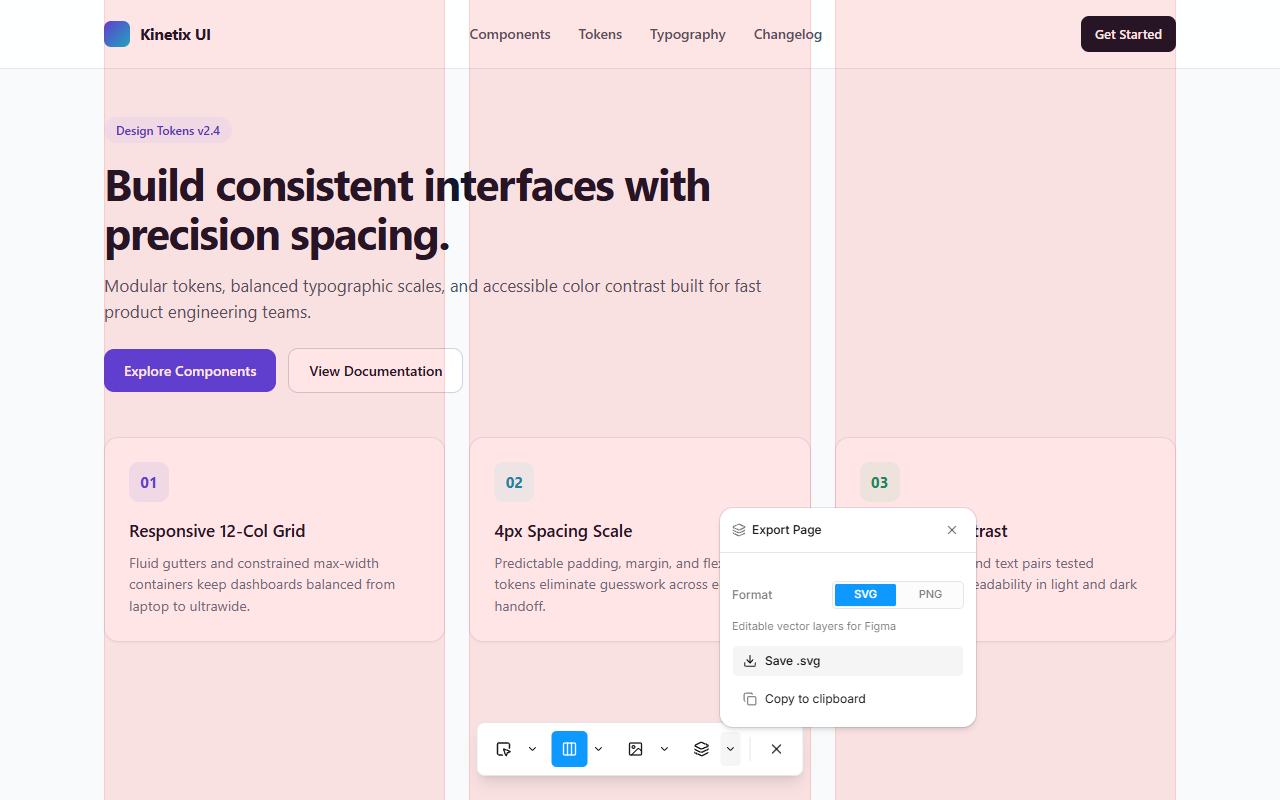 Kinetix UI
Components
Tokens
Typography
Changelog
Get Started
Design Tokens v2.4
Build consistent interfaces with
precision spacing.
Modular tokens, balanced typographic scales, and accessible color contrast built for fast
product engineering teams.
Explore Components
View Documentation
01
Responsive 12-Col Grid
Fluid gutters and constrained max-width
containers keep dashboards balanced from
laptop to ultrawide.
02
4px Spacing Scale
Predictable padding, margin, and
tokens eliminate guesswork across
handoff.
03
text pairs tested
in light and dark
Export Page
Format
SVG
PNG
Editable vector layers for Figma
Save .svg
Copy to clipboard